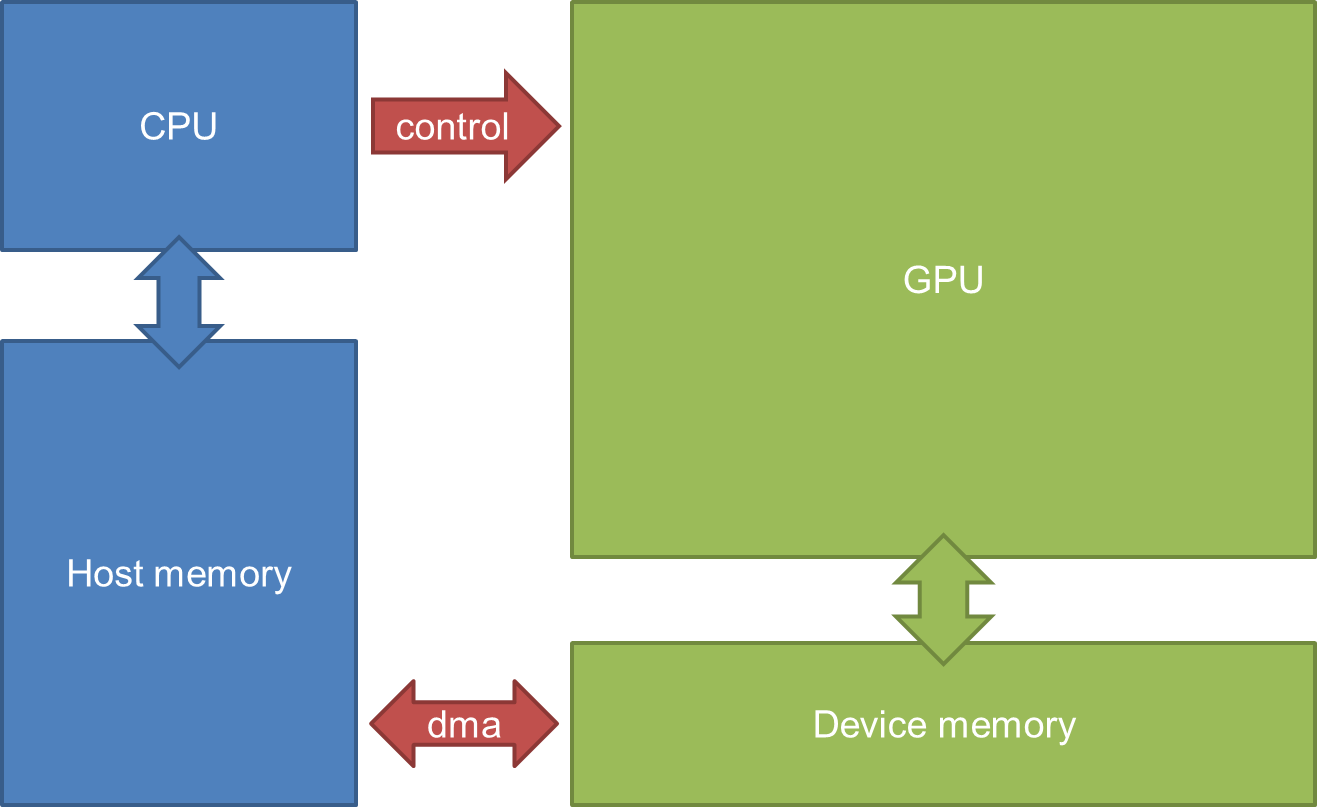 CPU
control
GPU
Host memory
dma
Device memory